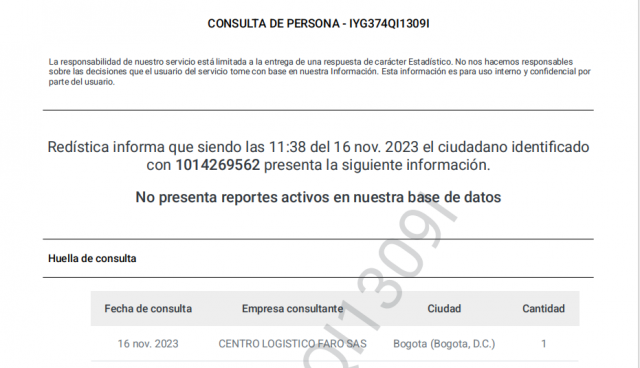 CONSULTA DE PERSONA - IYG374QI1309I
La responsabilidad de nuestro servicio está limitada a la entrega de una respuesta de carácter Estadístico. No nos hacemos responsables
sobre las decisiones que el usuario del servicio tome con base en nuestra Información. Esta información es para uso interno y confidencial por
parte del usuario.
Redística informa que siendo las 11:38 del 16 nov. 2023 el ciudadano identificado
con 1014269562 presenta la siguiente información.
No presenta reportes activos en nuestra base de datos
Huella de consulta
Fecha de consulta Empresa consultante Ciudad Cantidad
16 nov. 2023 CENTRO LOGISTICO FARO SAS Bogota (Bogota, D.C.) 1
QI1309I